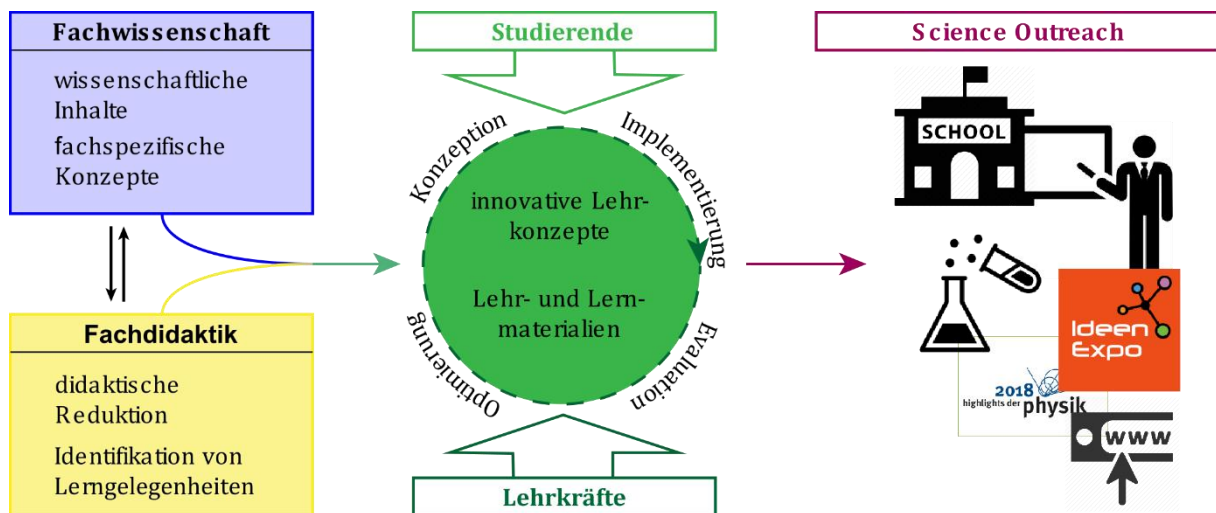 Fachwissenschaft
wissenschaftliche
Inhalte
fachspezifische
Konzepte
Fachdidaktik
didaktische
Reduktion
Identifikation von
Lerngelegenheiten
Studierende
Konzeption
Implementierung
innovative Lehr-
konzepte
Lehr- und Lern-
materialien
Optimierung
Evaluation
Lehrkräfte
Science Outreach
SCHOOL
Ideen
Expo
2018
highlights der physik
www